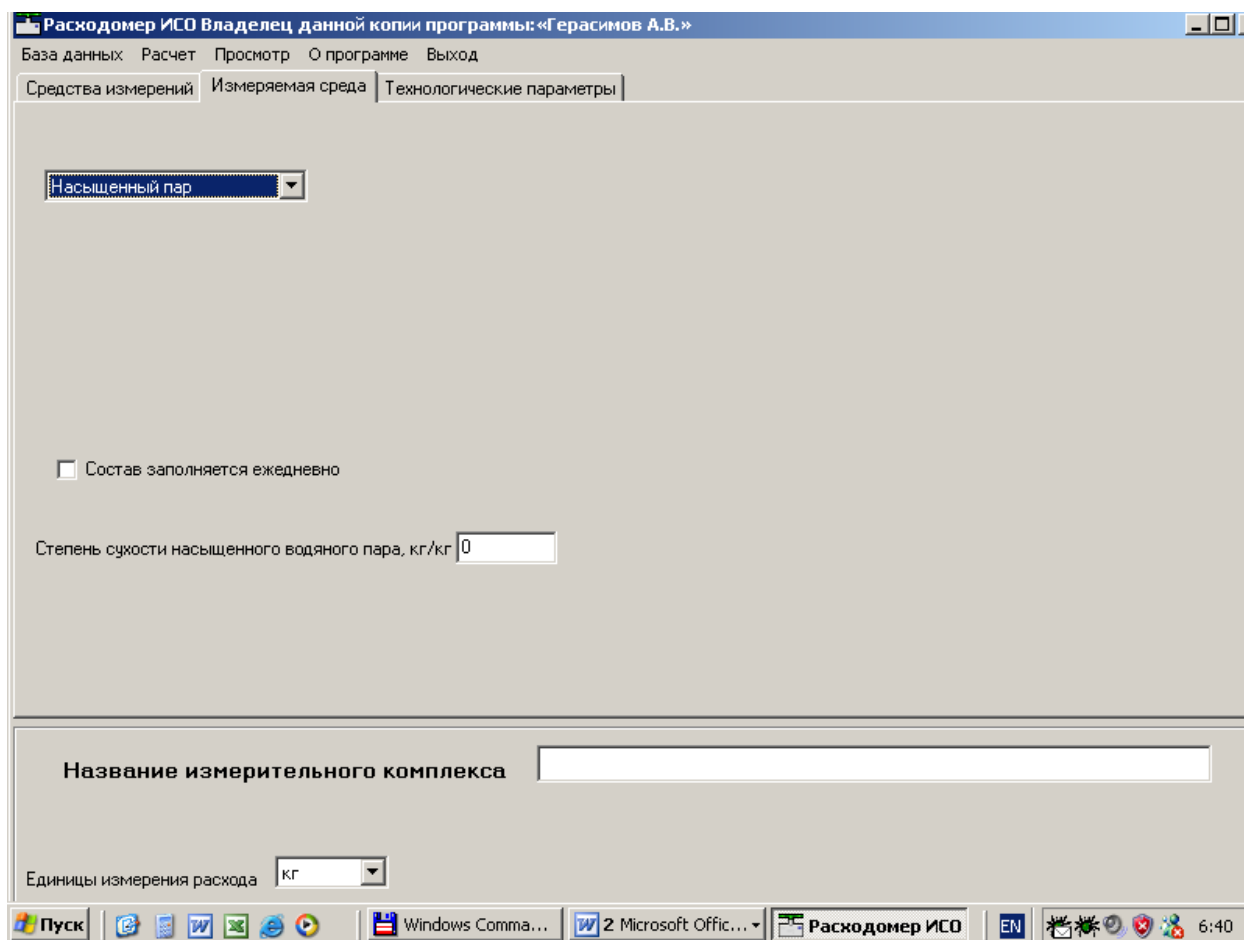 Расходомер ИСО Владелец данной копии программы:«Герасимов А.В.»
База данных Расчет Просмотр О программе Выход
Средства измерений Измеряемая среда Технологические параметры
Насыщенный пар
Состав заполняется ежедневно
Степень сухости насыщенного водяного пара, кг/кг 0
Название измерительного комплекса
Единицы измерения расхода кг
Пуск Windows Comma... 2 Microsoft Offic... Расходомер ИСО EN 6:40